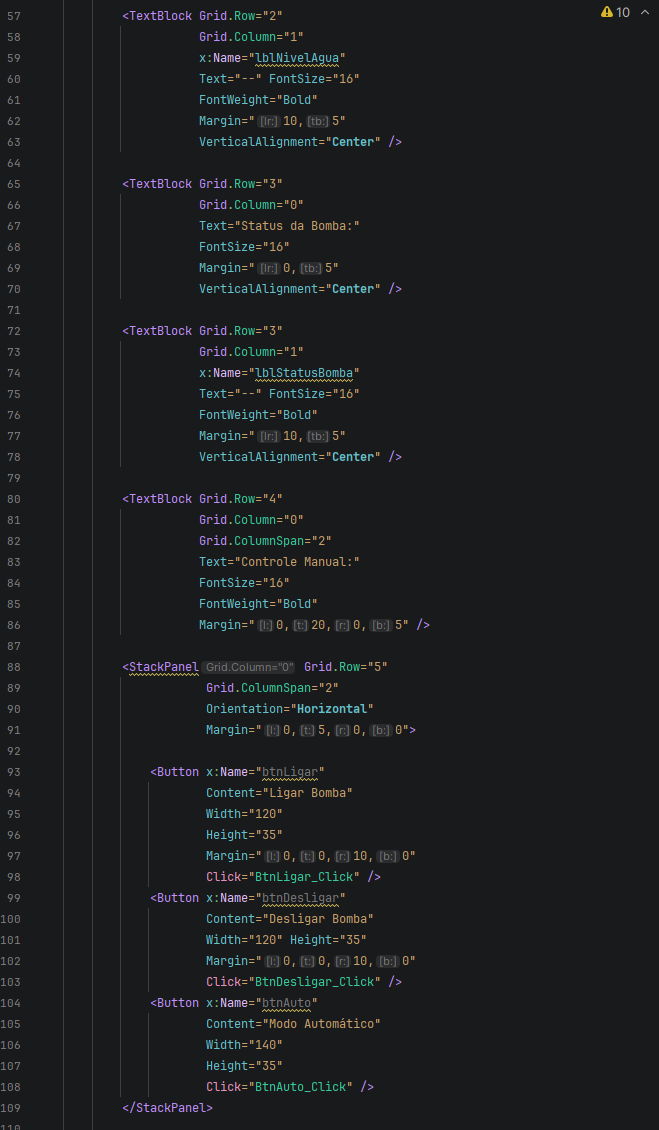 ⚠ 10
57 <TextBlock Grid.Row="2"
58 Grid.Column="1"
59 x:Name="lblNivelAgua"
60 Text="--" FontSize="16"
61 FontWeight="Bold"
62 Margin="[lr:]10,[tb:]5"
63 VerticalAlignment="Center" />
64
65 <TextBlock Grid.Row="3"
66 Grid.Column="0"
67 Text="Status da Bomba:"
68 FontSize="16"
69 Margin="[lr:]0,[tb:]5"
70 VerticalAlignment="Center" />
71
72 <TextBlock Grid.Row="3"
73 Grid.Column="1"
74 x:Name="lblStatusBomba"
75 Text="--" FontSize="16"
76 FontWeight="Bold"
77 Margin="[lr:]10,[tb:]5"
78 VerticalAlignment="Center" />
79
80 <TextBlock Grid.Row="4"
81 Grid.Column="0"
82 Grid.ColumnSpan="2"
83 Text="Controle Manual:"
84 FontSize="16"
85 FontWeight="Bold"
86 Margin="[l:]0,[t:]20,[r:]0,[b:]5" />
87
88 <StackPanel Grid.Column="0" Grid.Row="5"
89 Grid.ColumnSpan="2"
90 Orientation="Horizontal"
91 Margin="[l:]0,[t:]5,[r:]0,[b:]0">
92
93 <Button x:Name="btnLigar"
94 Content="Ligar Bomba"
95 Width="120"
96 Height="35"
97 Margin="[l:]0,[t:]0,[r:]10,[b:]0"
98 Click="BtnLigar_Click" />
99 <Button x:Name="btnDesligar"
100 Content="Desligar Bomba"
101 Width="120" Height="35"
102 Margin="[l:]0,[t:]0,[r:]10,[b:]0"
103 Click="BtnDesligar_Click" />
104 <Button x:Name="btnAuto"
105 Content="Modo Automático"
106 Width="140"
107 Height="35"
108 Click="BtnAuto_Click" />
109 </StackPanel>
110